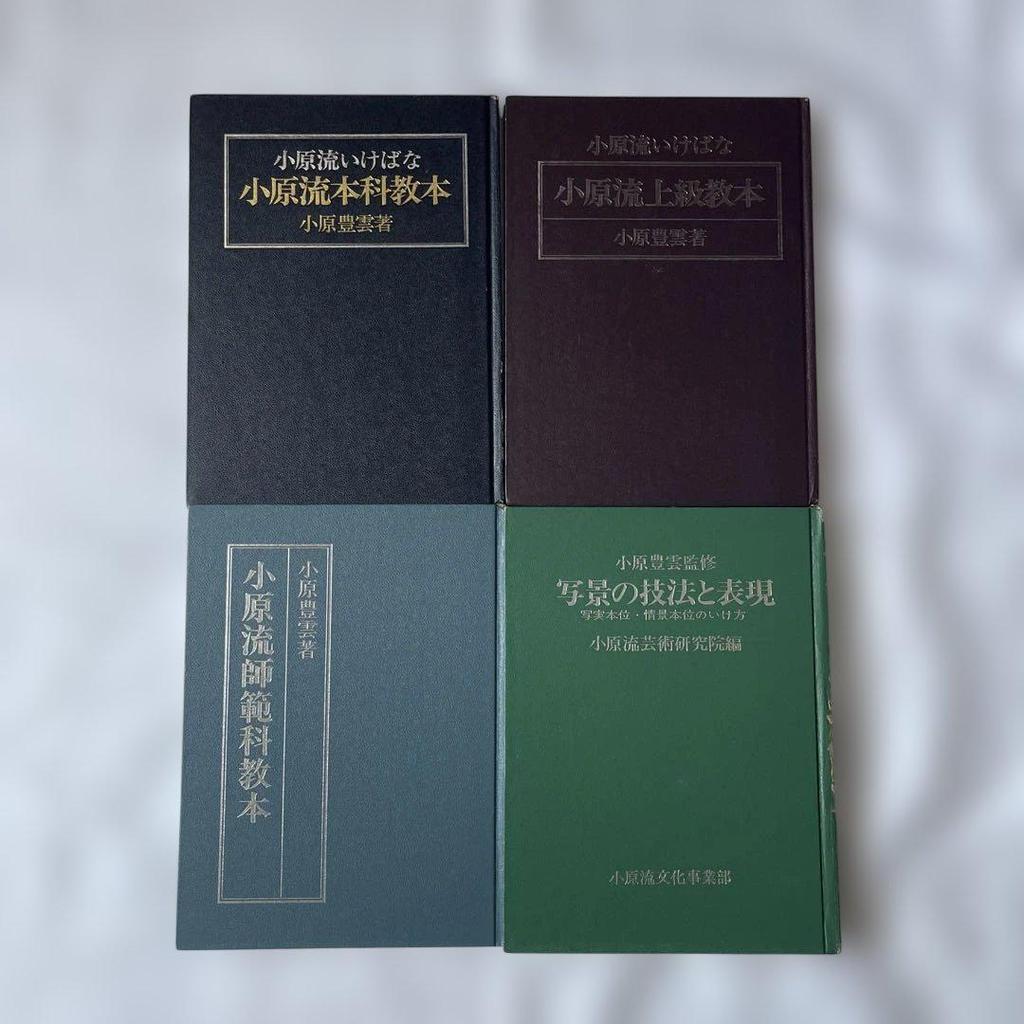 小原流いけばな
小原流本科教本
小原豊雲著
小原流いけばな
小原流上級教本
小原豊雲著
小原豊雲著
小原流師範科教本
小原豊雲監修
写景の技法と表現
写実本位・情景本位のいけ方
小原流芸術研究院編
小原流文化事業部